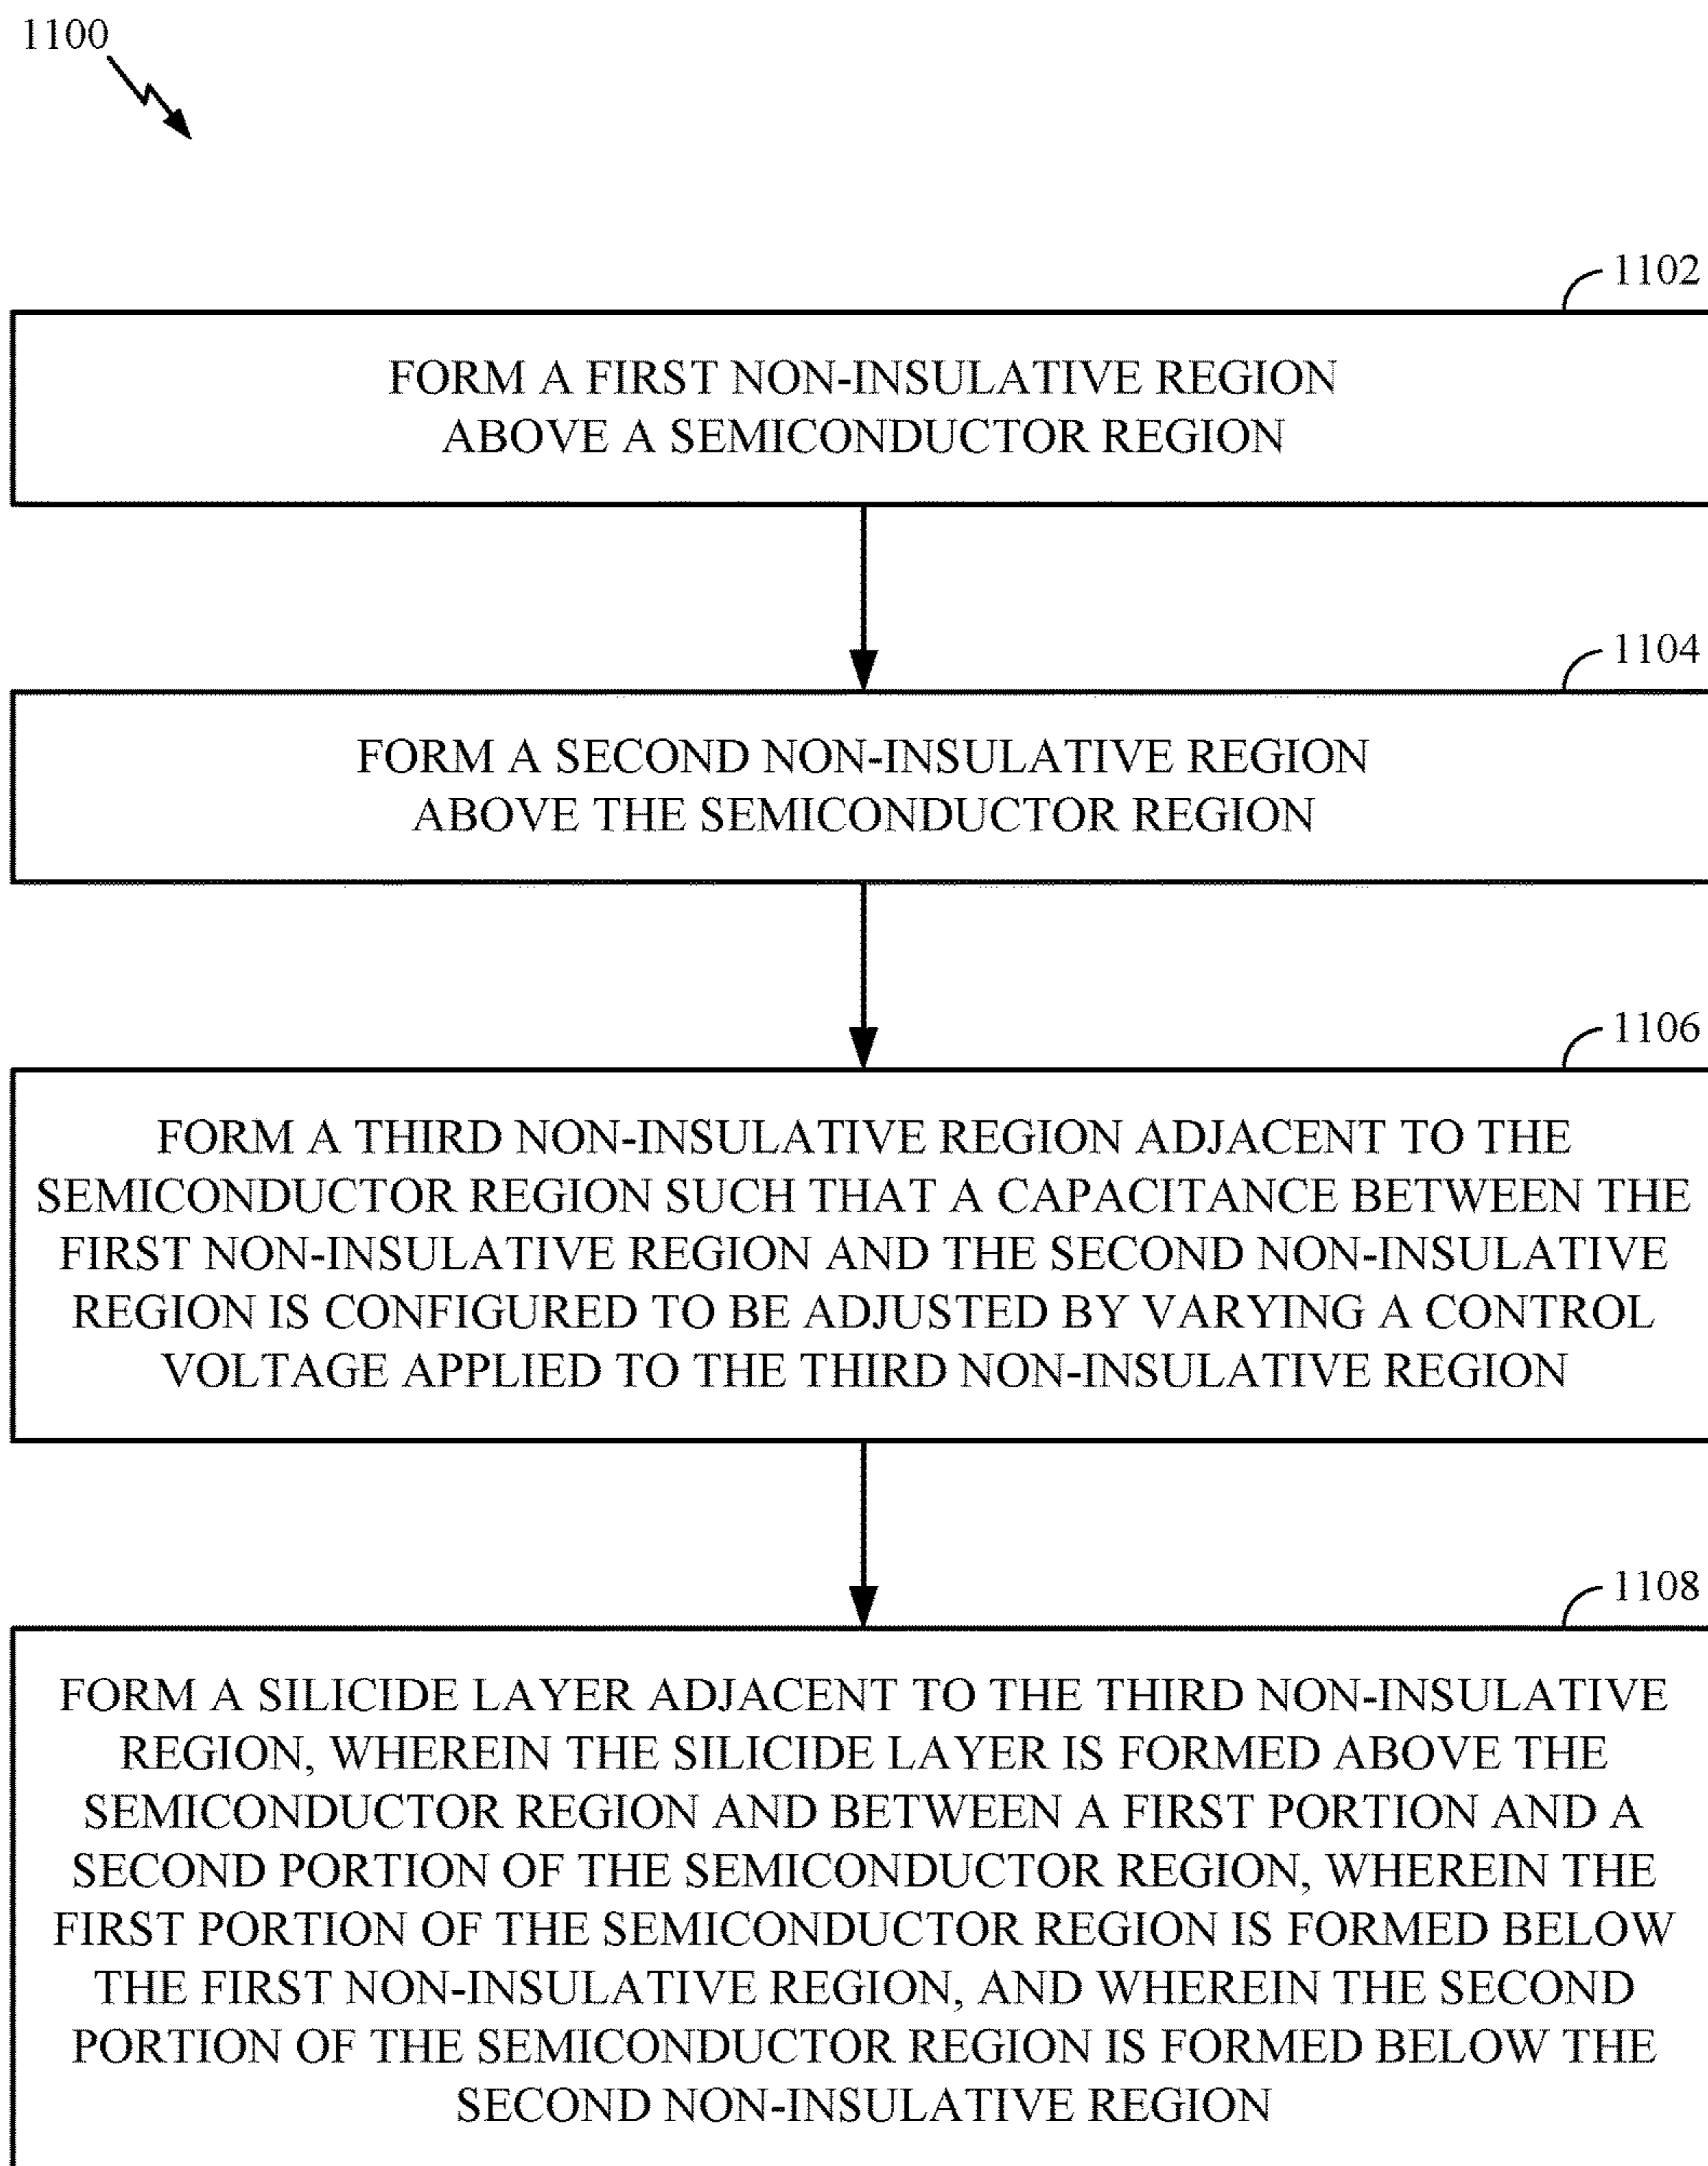 1100
1102
FORM A FIRST NON-INSULATIVE REGION
ABOVE A SEMICONDUCTOR REGION
1104
FORM A SECOND NON-INSULATIVE REGION
ABOVE THE SEMICONDUCTOR REGION
1106
FORM A THIRD NON-INSULATIVE REGION ADJACENT TO THE
SEMICONDUCTOR REGION SUCH THAT A CAPACITANCE BETWEEN THE
FIRST NON-INSULATIVE REGION AND THE SECOND NON-INSULATIVE
REGION IS CONFIGURED TO BE ADJUSTED BY VARYING A CONTROL
VOLTAGE APPLIED TO THE THIRD NON-INSULATIVE REGION
1108
FORM A SILICIDE LAYER ADJACENT TO THE THIRD NON-INSULATIVE
REGION, WHEREIN THE SILICIDE LAYER IS FORMED ABOVE THE
SEMICONDUCTOR REGION AND BETWEEN A FIRST PORTION AND A
SECOND PORTION OF THE SEMICONDUCTOR REGION, WHEREIN THE
FIRST PORTION OF THE SEMICONDUCTOR REGION IS FORMED BELOW
THE FIRST NON-INSULATIVE REGION, AND WHEREIN THE SECOND
PORTION OF THE SEMICONDUCTOR REGION IS FORMED BELOW THE
SECOND NON-INSULATIVE REGION